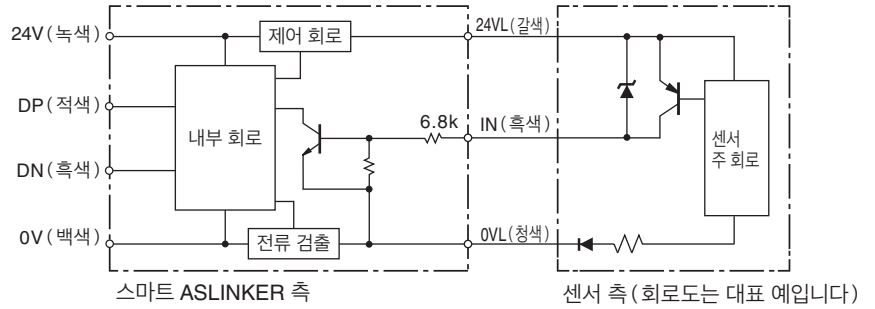 24V(녹색)
제어 회로
24VL(갈색)
DP(적색)
내부 회로
6.8k
IN(흑색)
센서
주 회로
DN(흑색)
0V(백색)
전류 검출
0VL(청색)
스마트 ASLINKER 측
센서 측(회로도는 대표 예입니다)